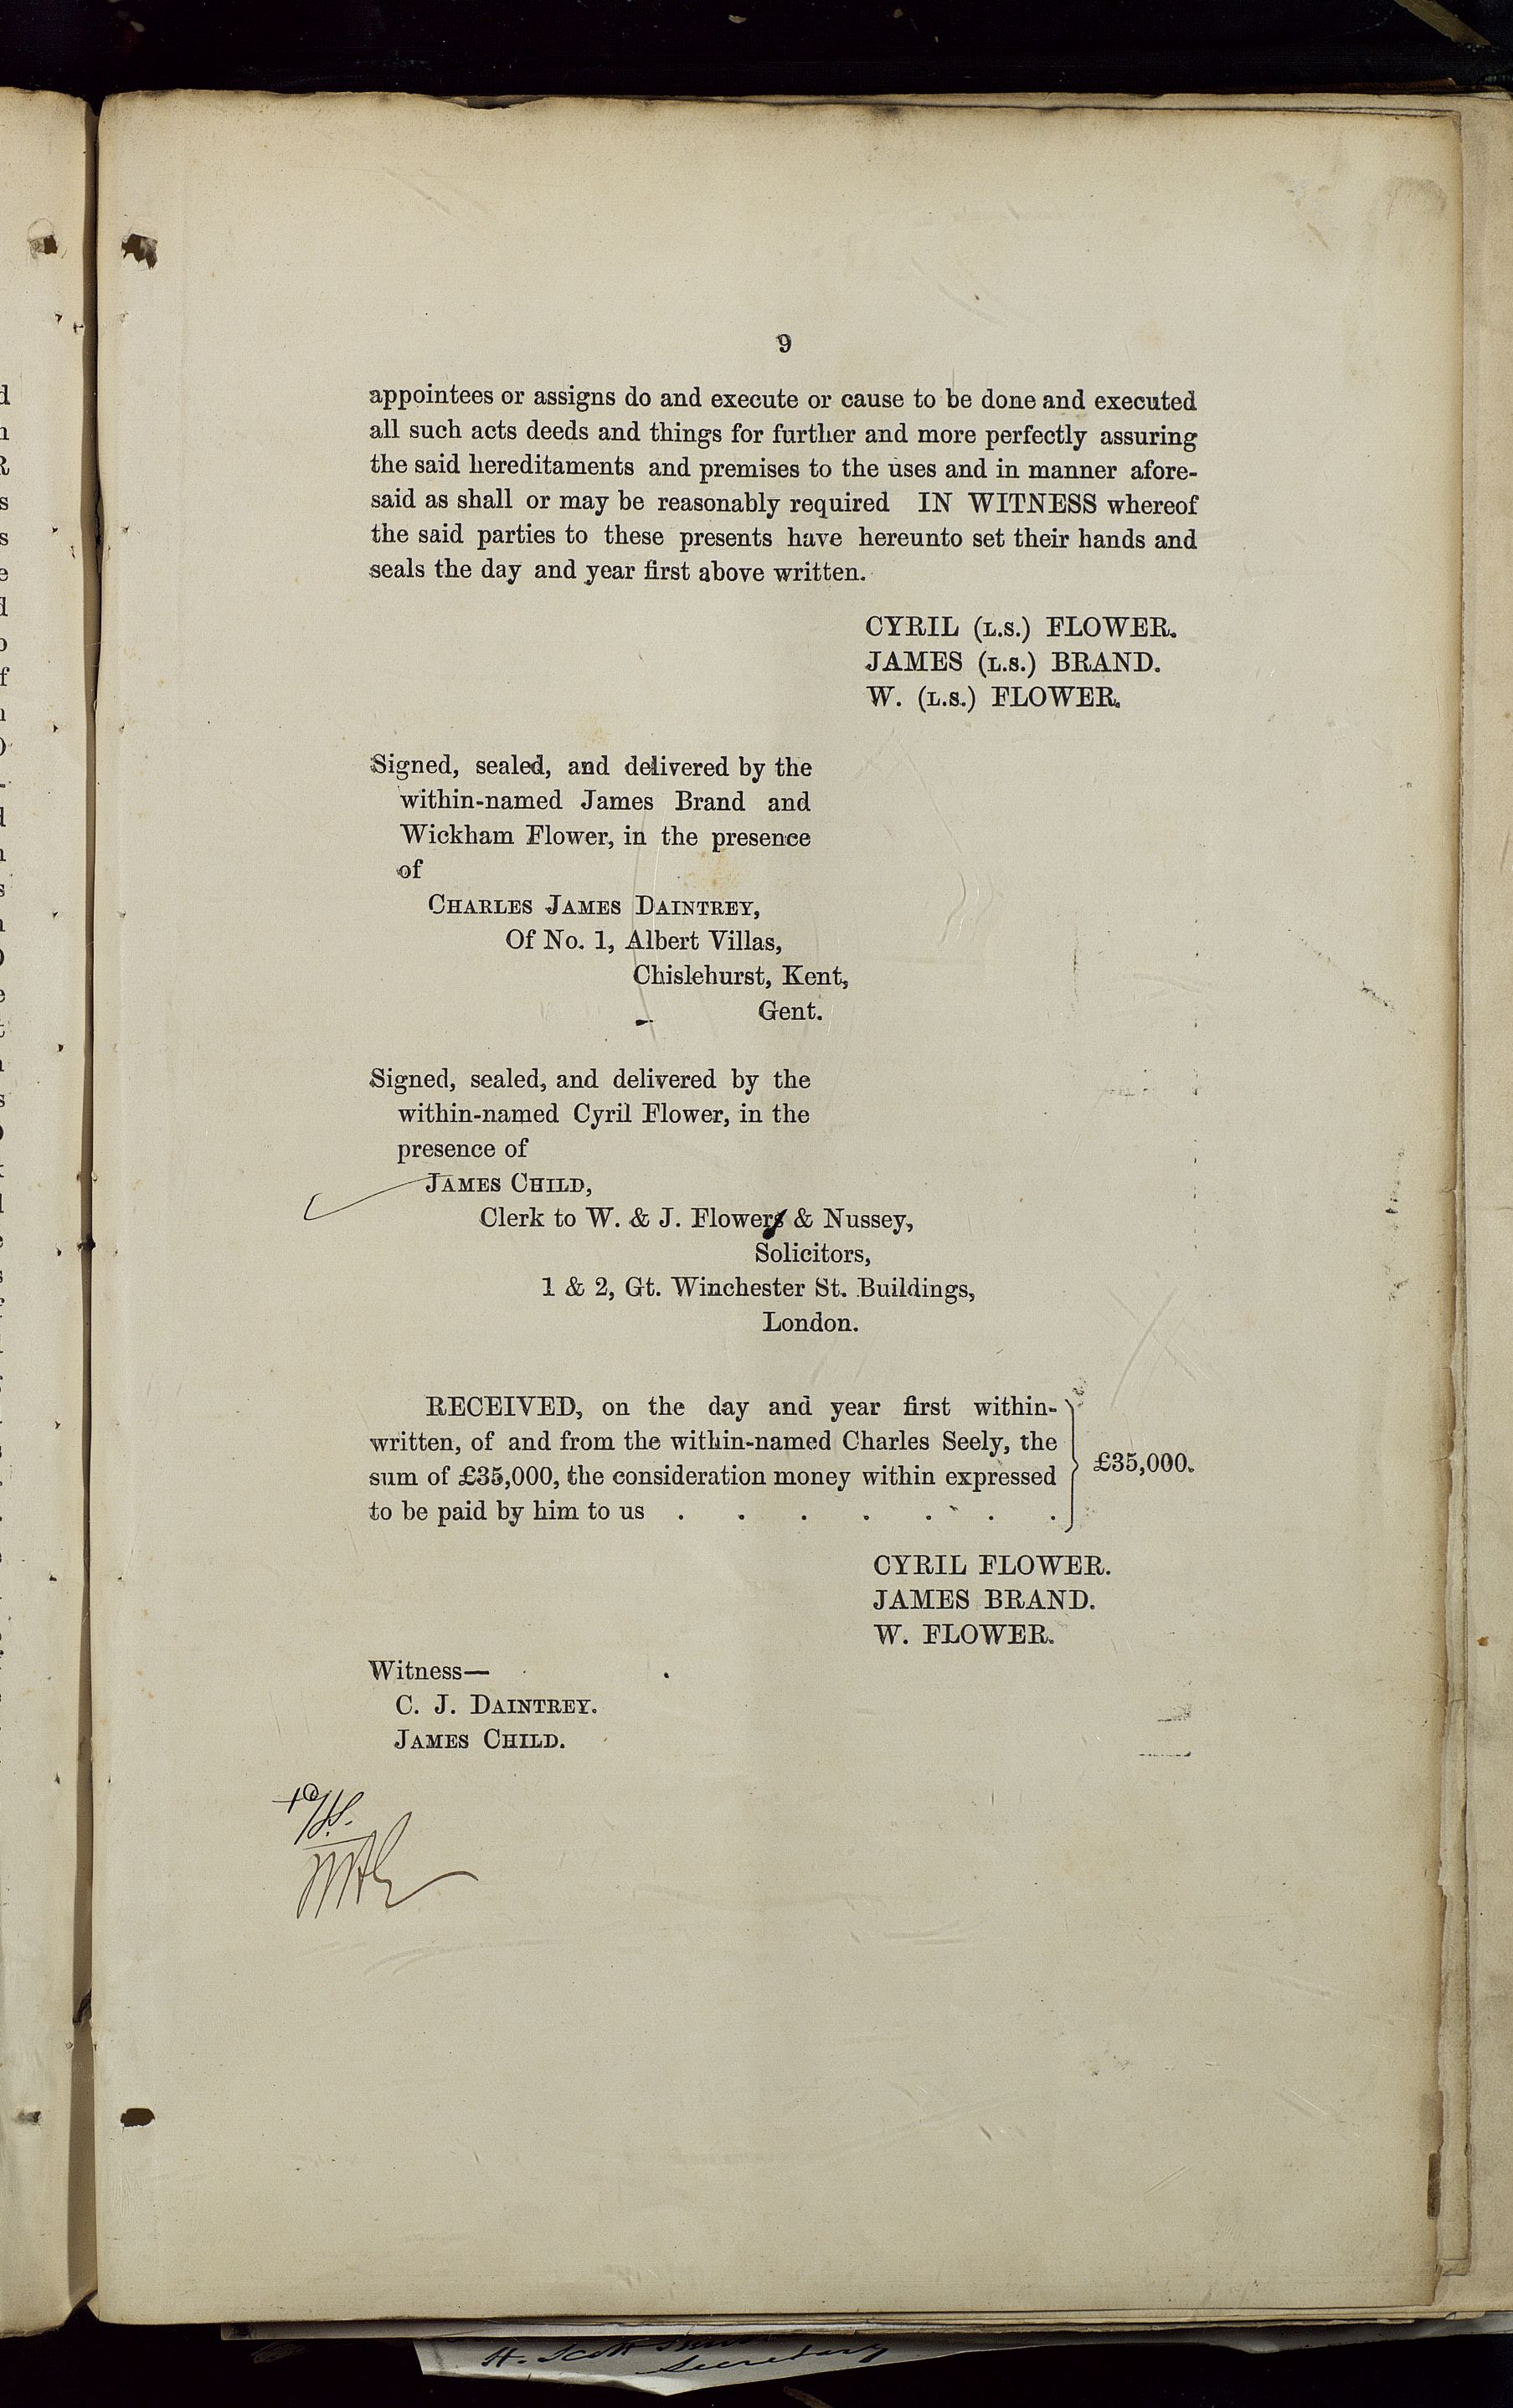 9
appointees or assigns do and execute or cause to be done and executed
all such acts deeds and things for further and more perfectly assuring
the said hereditaments and premises to the uses and in manner afore-
said as shall or may be reasonably required IN WITNESS whereof
the said parties to these presents have hereunto set their hands and
seals the day and year first above written.
CYRIL (L.S.) FLOWER.
JAMES (L.S.) BRAND.
W. (L.S.) FLOWER.
Signed, sealed, and delivered by the
within-named James Brand and
Wickham Flower, in the presence
of
CHARLES JAMES DAINTREY,
Of No. 1, Albert Villas,
Chislehurst, Kent,
Gent.
Signed, sealed, and delivered by the
within-named Cyril Flower, in the
presence of
JAMES CHILD,
Clerk to W. & J. Flowers & Nussey,
Solicitors,
1 & 2, Gt. Winchester St. Buildings,
London.
RECEIVED, on the day and year first within-
written, of and from the within-named Charles Seely, the
sum of £35,000, the consideration money within expressed
to be paid by him to us . . . . . . .
£35,000.
CYRIL FLOWER.
JAMES BRAND.
W. FLOWER.
Witness—
C. J. DAINTREY.
JAMES CHILD.
H. Scott
Secretary